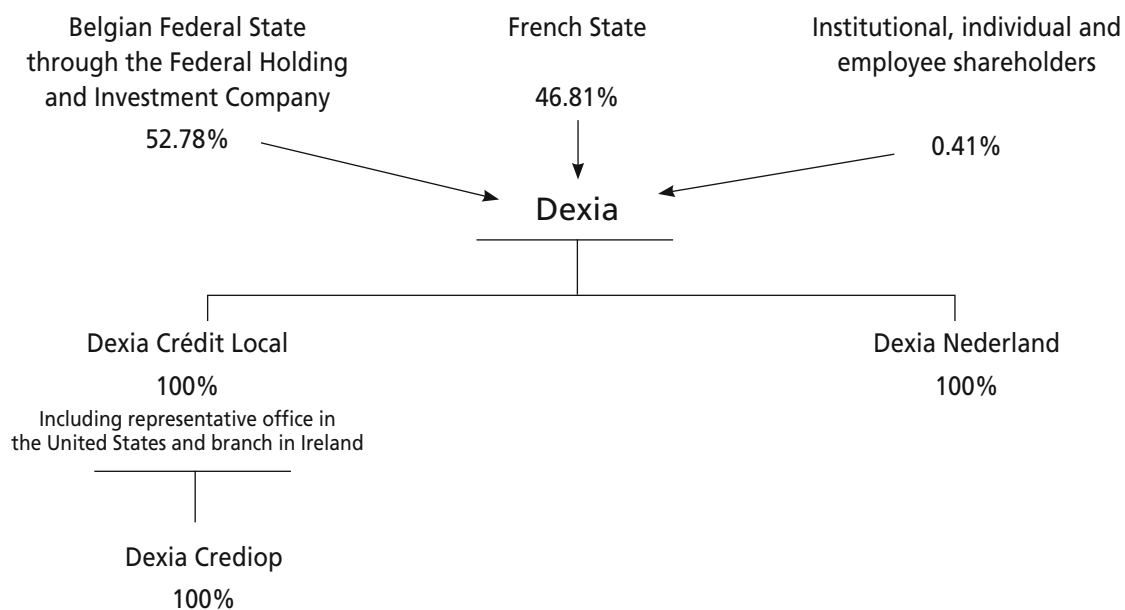 Belgian Federal State
through the Federal Holding
and Investment Company
52.78%
French State
46.81%
Institutional, individual and
employee shareholders
0.41%
Dexia
Dexia Crédit Local
100%
Including representative office in
the United States and branch in Ireland
Dexia Nederland
100%
Dexia Crediop
100%